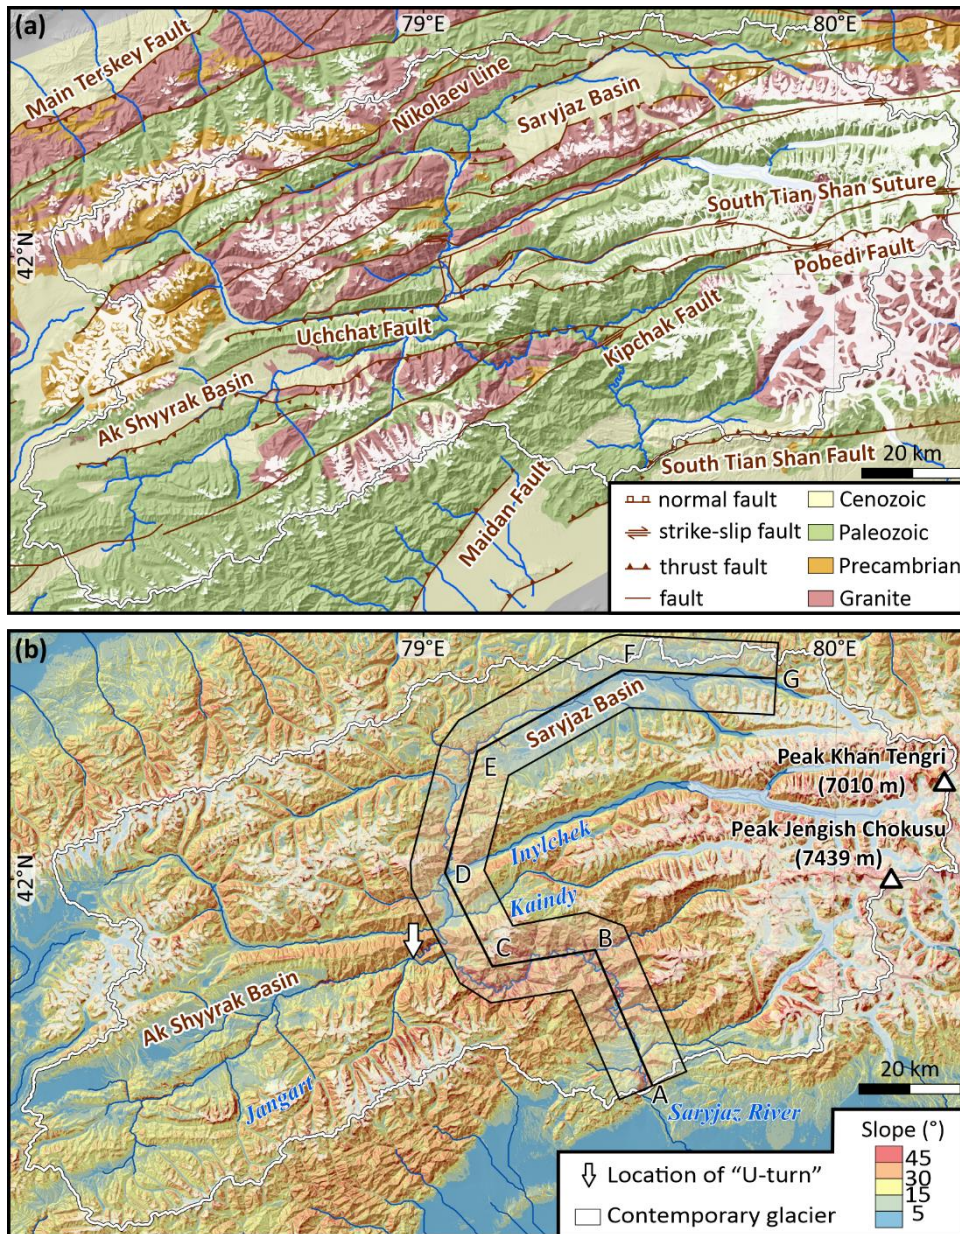 (a)
79°E
80°E
Main Terskey Fault
Nikolaev Line
Saryjaz Basin
South Tian Shan Suture
42°N
Pobedi Fault
Uchchat Fault
Kipchak Fault
Ak Shyyrak Basin
South Tian Shan Fault
Maidan Fault
20 km
normal fault
strike-slip fault
thrust fault
fault
Cenozoic
Paleozoic
Precambrian
Granite
(b)
79°E
80°E
F
G
Saryjaz Basin
E
Peak Khan Tengri
(7010 m)
Inylchek
Peak Jengish Chokusu
(7439 m)
42°N
D
Kaindy
B
C
Ak Shyyrak Basin
Jangart
A
Saryjaz River
20 km
Location of “U-turn”
Contemporary glacier
Slope (°)
45
30
15
5